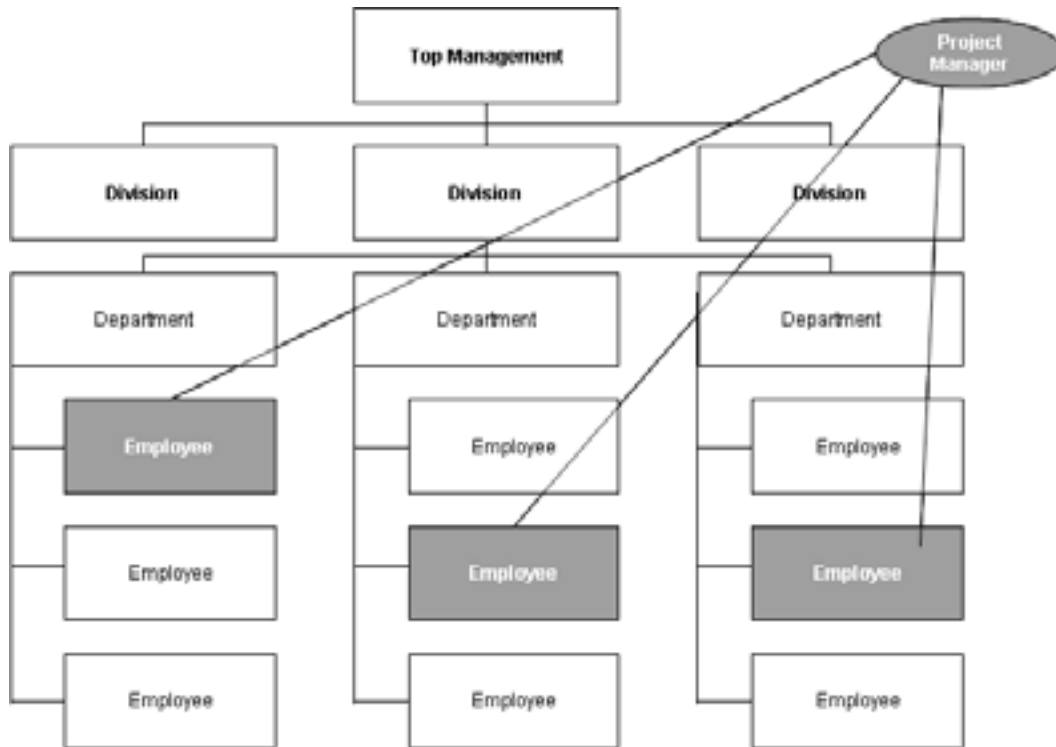 Top Management
Project
Manager
Division
Division
Division
Department
Department
Department
Employee
Employee
Employee
Employee
Employee
Employee
Employee
Employee
Employee